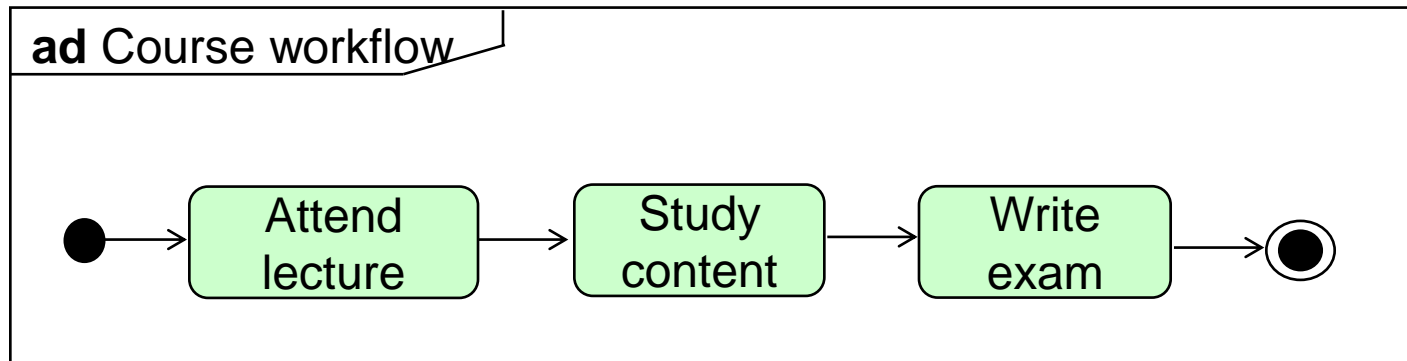 ad Course workflow
Attend
lecture
Study
content
Write
exam